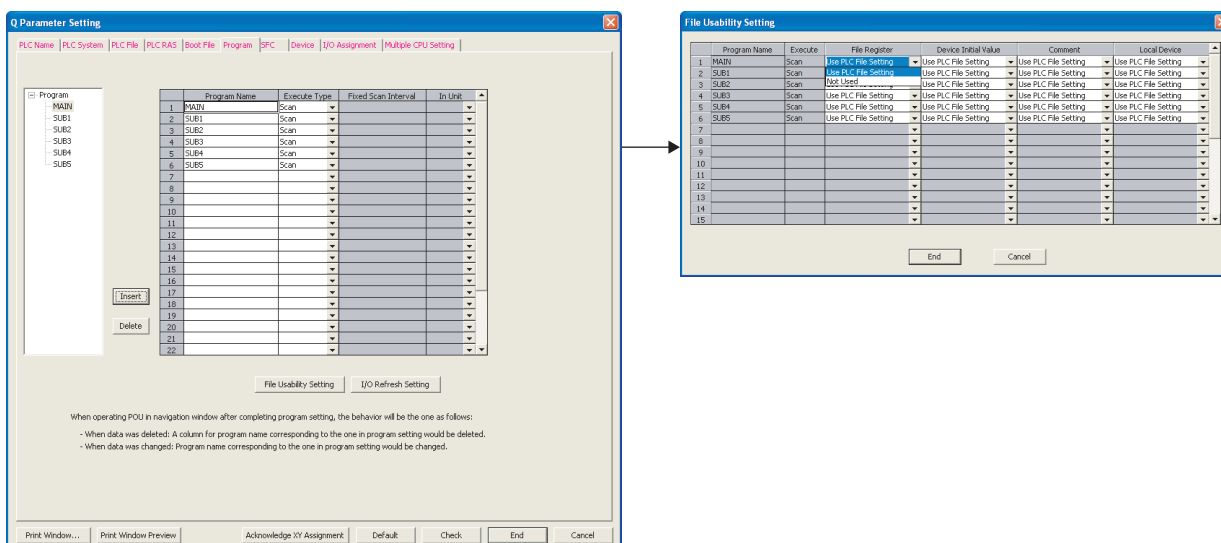 Q Parameter Setting
PLC Name PLC System PLC File PLC RAS Boot File Program SFC Device I/O Assignment Multiple CPU Setting
Program
MAIN
SUB1
SUB2
SUB3
SUB4
SUB5
Program Name Execute Type Fixed Scan Interval In Unit
1 MAIN Scan
2 SUB1 Scan
3 SUB2 Scan
4 SUB3 Scan
5 SUB4 Scan
6 SUB5 Scan
7
8
9
10
11
12
13
14
15
16
17
18
19
20
21
22
Insert
Delete
File Usability Setting I/O Refresh Setting
When operating POU in navigation window after completing program setting, the behavior will be the one as follows:
- When data was deleted: A column for program name corresponding to the one in program setting would be deleted.
- When data was changed: Program name corresponding to the one in program setting would be changed.
Print Window... Print Window Preview Acknowledge XY Assignment Default Check End Cancel
File Usability Setting
Program Name Execute File Register Device Initial Value Comment Local Device
1 MAIN Scan Use PLC File Setting Use PLC File Setting Use PLC File Setting Use PLC File Setting
2 SUB1 Scan Use PLC File Setting Use PLC File Setting Use PLC File Setting Use PLC File Setting
3 SUB2 Scan Not Used Use PLC File Setting Use PLC File Setting Use PLC File Setting
4 SUB3 Scan Use PLC File Setting Use PLC File Setting Use PLC File Setting Use PLC File Setting
5 SUB4 Scan Use PLC File Setting Use PLC File Setting Use PLC File Setting Use PLC File Setting
6 SUB5 Scan Use PLC File Setting Use PLC File Setting Use PLC File Setting Use PLC File Setting
7
8
9
10
11
12
13
14
15
End Cancel